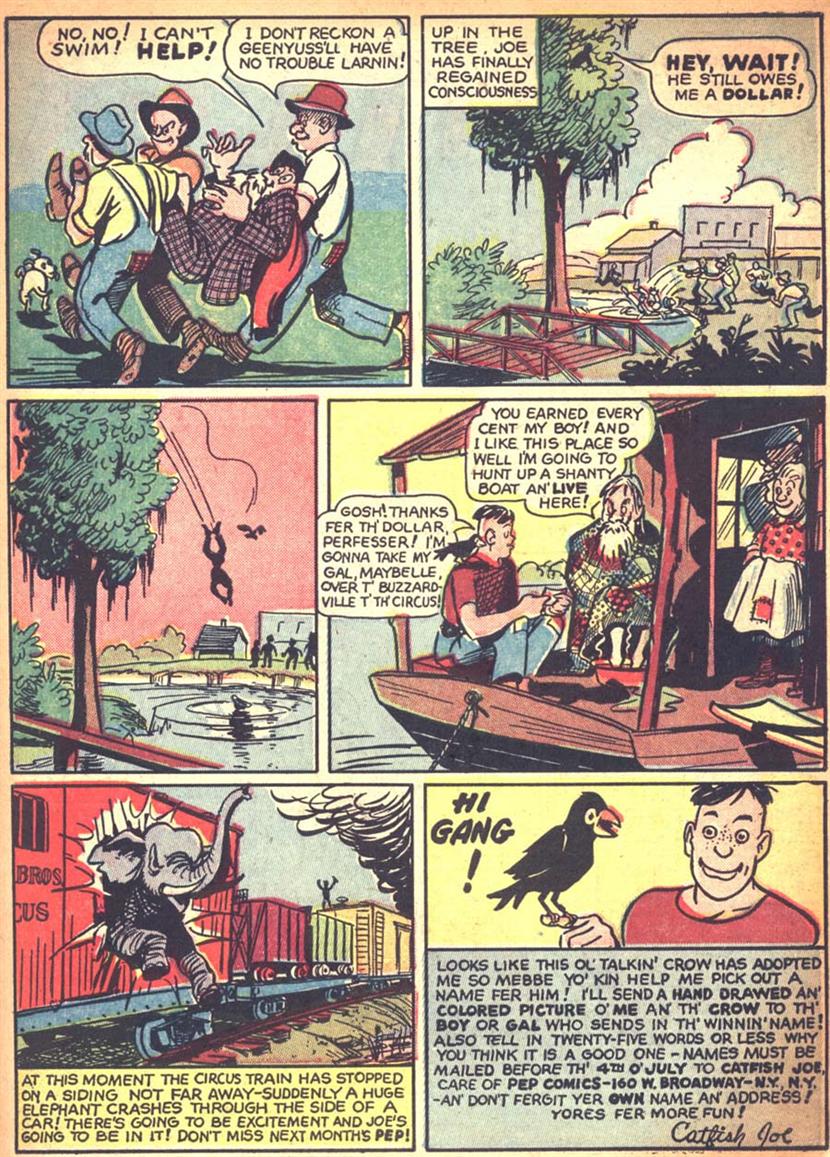 NO, NO! I CAN'T
SWIM! HELP!
I DON'T RECKON A
GEENYUSS'LL HAVE
NO TROUBLE LARNIN!
UP IN THE
TREE, JOE
HAS FINALLY
REGAINED
CONSCIOUSNESS
HEY, WAIT!
HE STILL OWES
ME A DOLLAR!
YOU EARNED EVERY
CENT MY BOY! AND
I LIKE THIS PLACE SO
WELL I'M GOING TO
HUNT UP A SHANTY
BOAT AN' LIVE
HERE!
GOSH! THANKS
FER TH' DOLLAR,
PERFESSER! I'M
GONNA TAKE MY
GAL, MAYBELLE,
OVER T' BUZZARD-
VILLE T' TH' CIRCUS!
BROS
CUS
AT THIS MOMENT THE CIRCUS TRAIN HAS STOPPED
ON A SIDING NOT FAR AWAY-SUDDENLY A HUGE
ELEPHANT CRASHES THROUGH THE SIDE OF A
CAR! THERE'S GOING TO BE EXCITEMENT AND JOE'S
GOING TO BE IN IT! DON'T MISS NEXT MONTH'S PEP!
HI
GANG
!
LOOKS LIKE THIS OL' TALKIN' CROW HAS ADOPTED
ME SO MEBBE YO' KIN HELP ME PICK OUT A
NAME FER HIM! I'LL SEND A HAND DRAWED AN'
COLORED PICTURE O' ME AN' TH' CROW TO TH'
BOY OR GAL WHO SENDS IN TH' WINNIN' NAME!
ALSO TELL IN TWENTY-FIVE WORDS OR LESS WHY
YOU THINK IT IS A GOOD ONE - NAMES MUST BE
MAILED BEFORE TH' 4TH O' JULY TO CATFISH JOE,
CARE OF PEP COMICS-160 W. BROADWAY-N.Y., N.Y.
-AN' DON'T FERGIT YER OWN NAME AN' ADDRESS!
YORES FER MORE FUN!
Catfish Joe